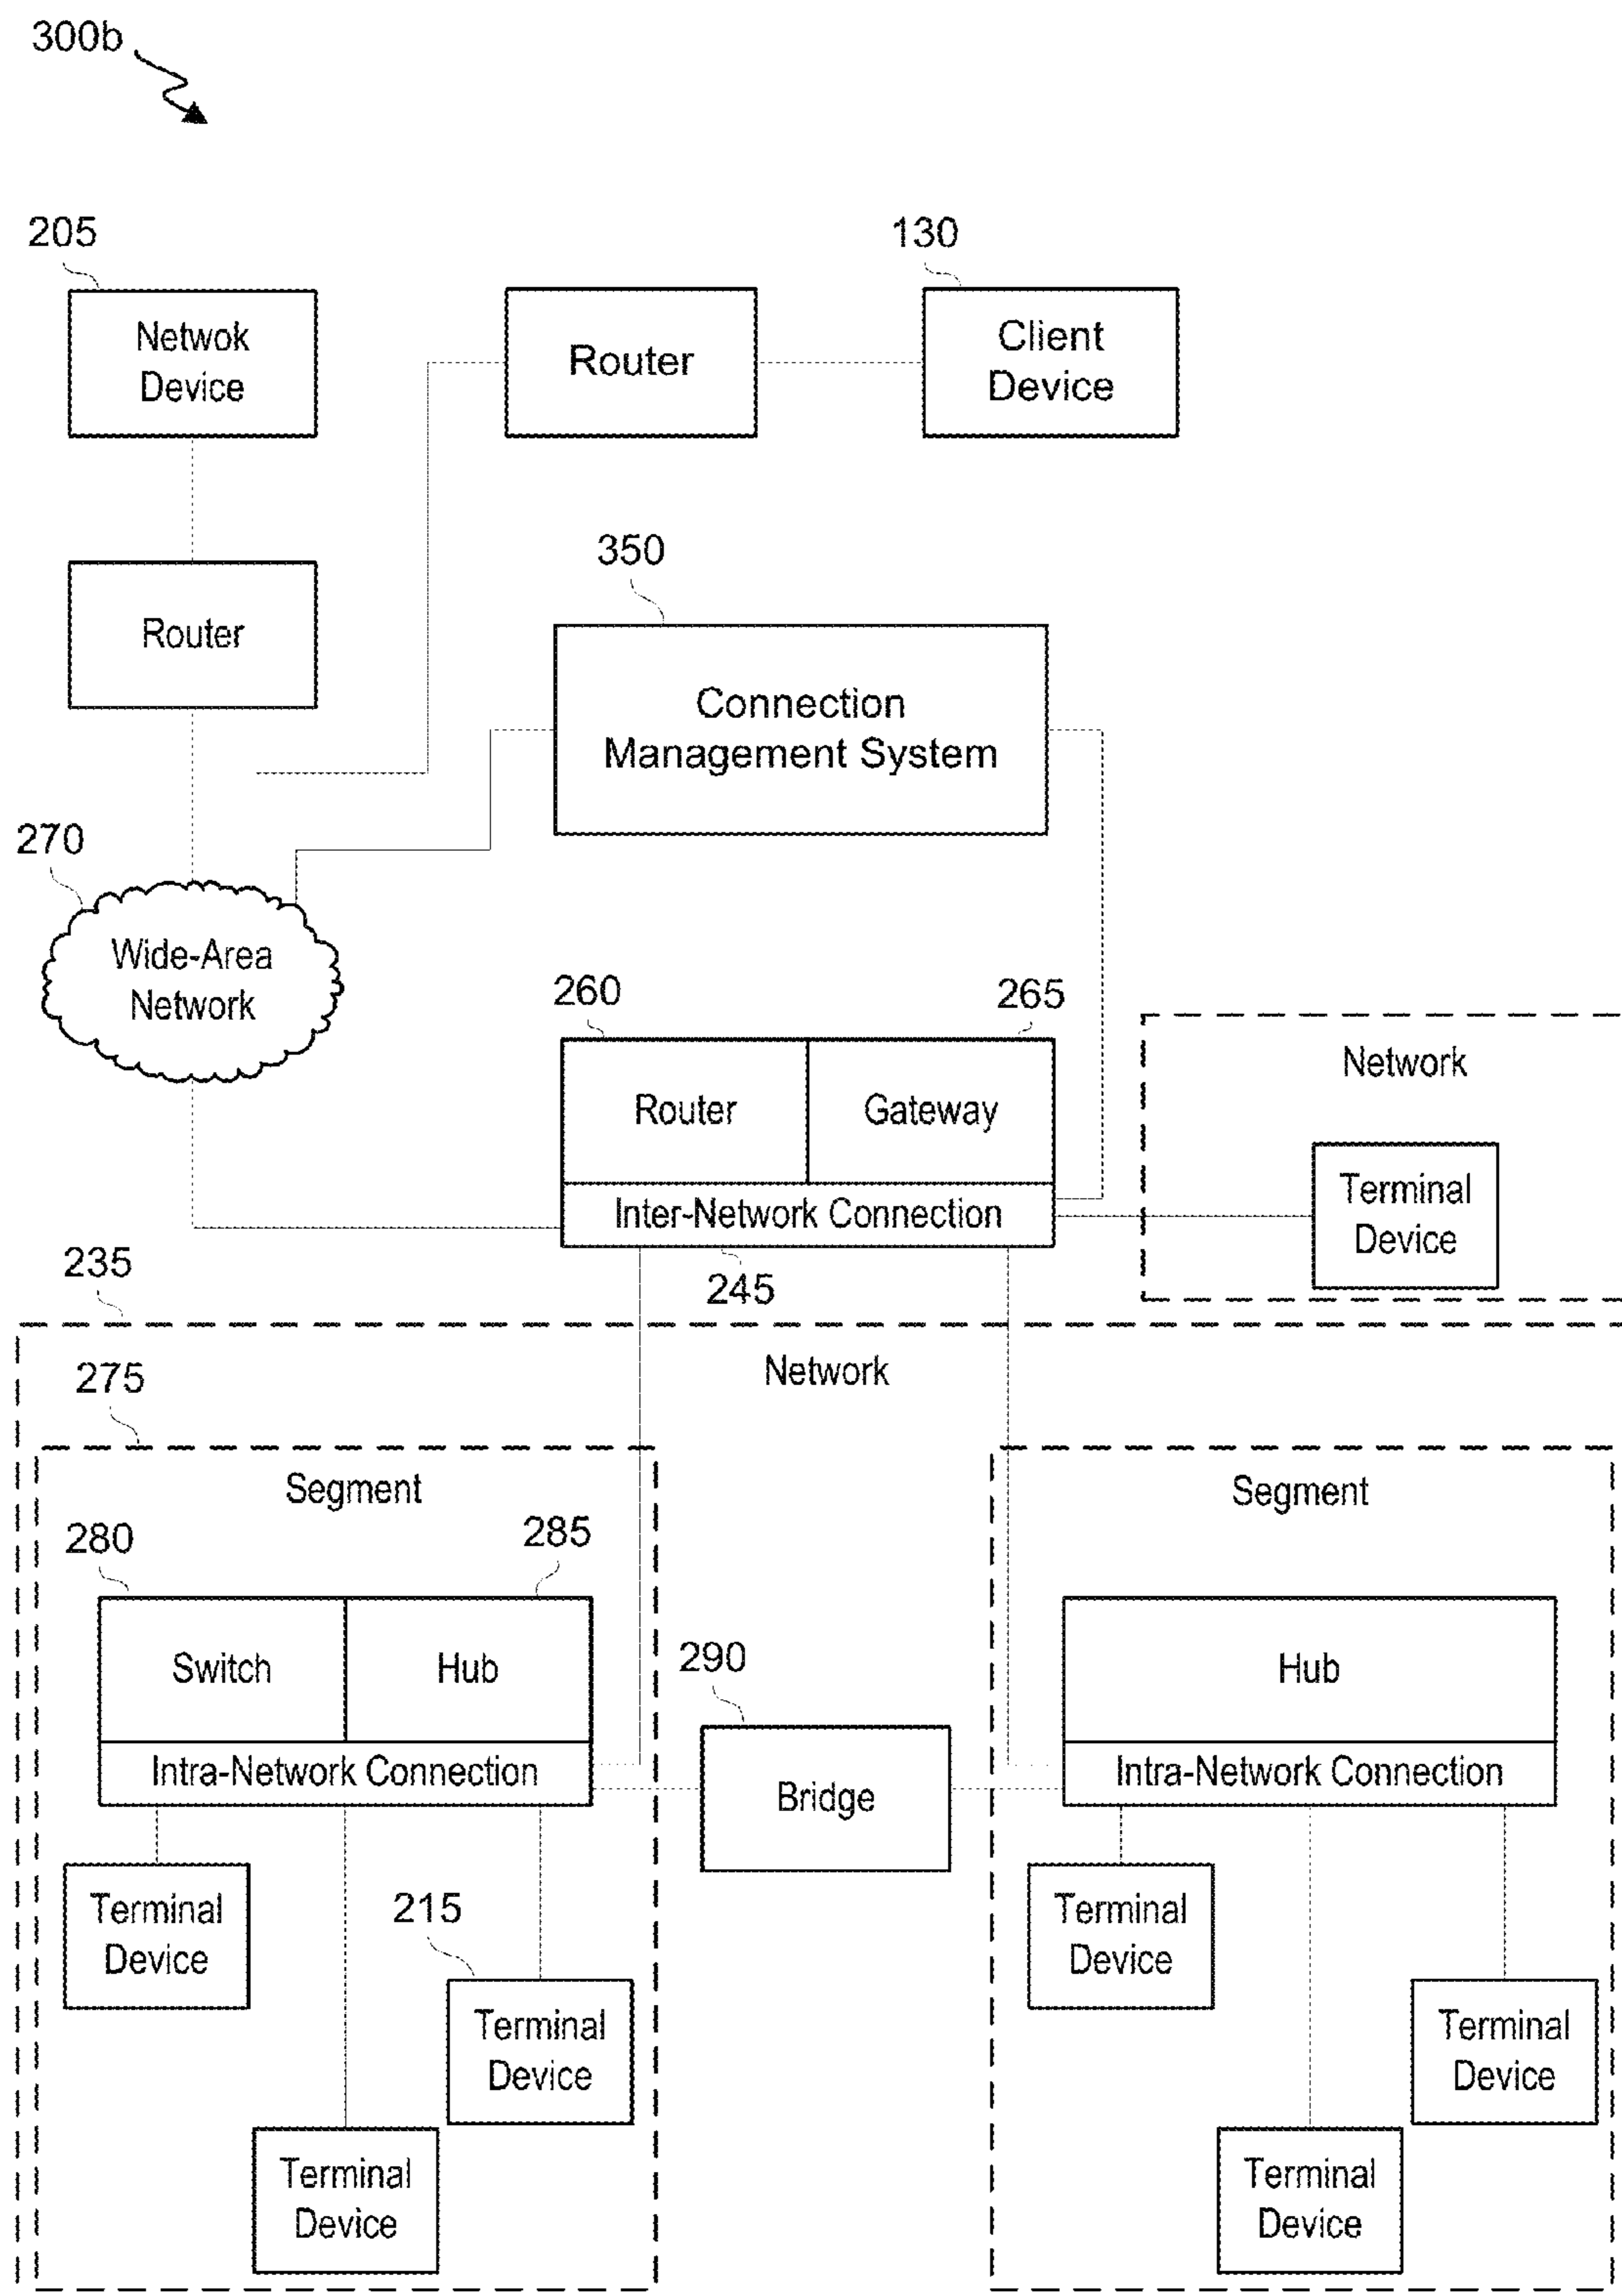 300b
205
130
Netwok
Device
Router
Client
Device
350
Router
Connection
Management System
270
Wide-Area
Network
260
265
Network
Router
Gateway
Terminal
Device
Inter-Network Connection
235
245
Network
275
Segment
Segment
280
285
Switch
Hub
290
Hub
Intra-Network Connection
Bridge
Intra-Network Connection
Terminal
Device
215
Terminal
Device
Terminal
Device
Terminal
Device
Terminal
Device
Terminal
Device